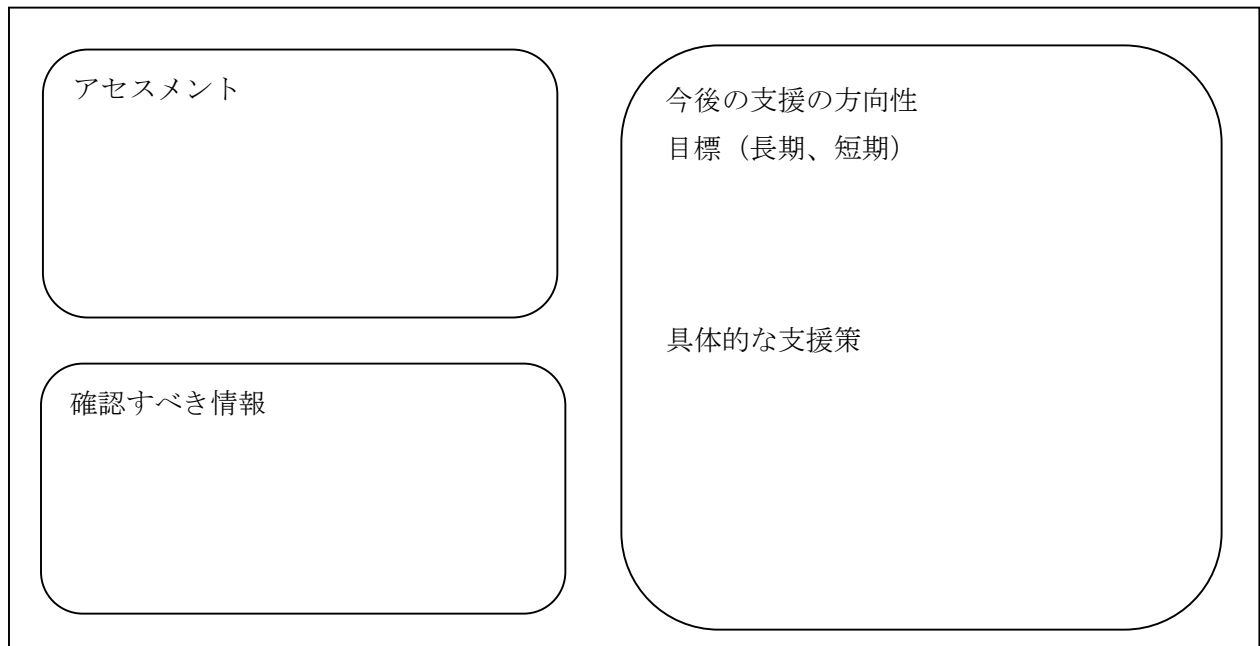 アセスメント
確認すべき情報
今後の支援の方向性
目標（長期、短期）
具体的な支援策